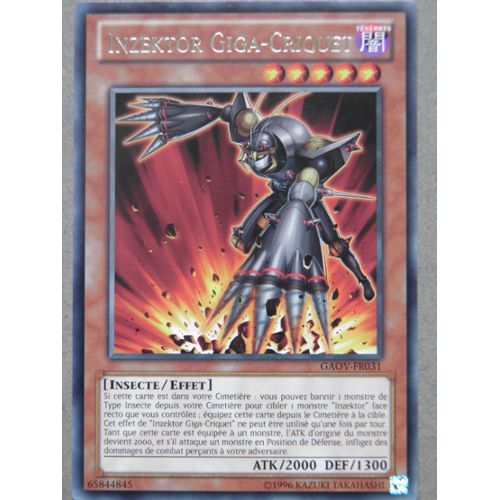 Inzektor Giga-Criquet
TÉNÈBRES
闇
GAOV-FR031
[Insecte/Effet]
Si cette carte est dans votre Cimetière : vous pouvez bannir 1 monstre de
Type Insecte depuis votre Cimetière pour cibler 1 monstre "Inzektor" face
recto que vous contrôlez ; équipez cette carte depuis le Cimetière à la cible.
Cet effet de "Inzektor Giga-Criquet" ne peut être utilisé qu'une fois par tour
Tant que cette carte est équipée à un monstre, l'ATK d'origine du monstre
devient 2000, et s'il attaque un monstre en Position de Défense, infligez des
dommages de combat perçants à votre adversaire.
ATK/2000 DEF/1300
65844845
©1996 KAZUKI TAKAHASHI